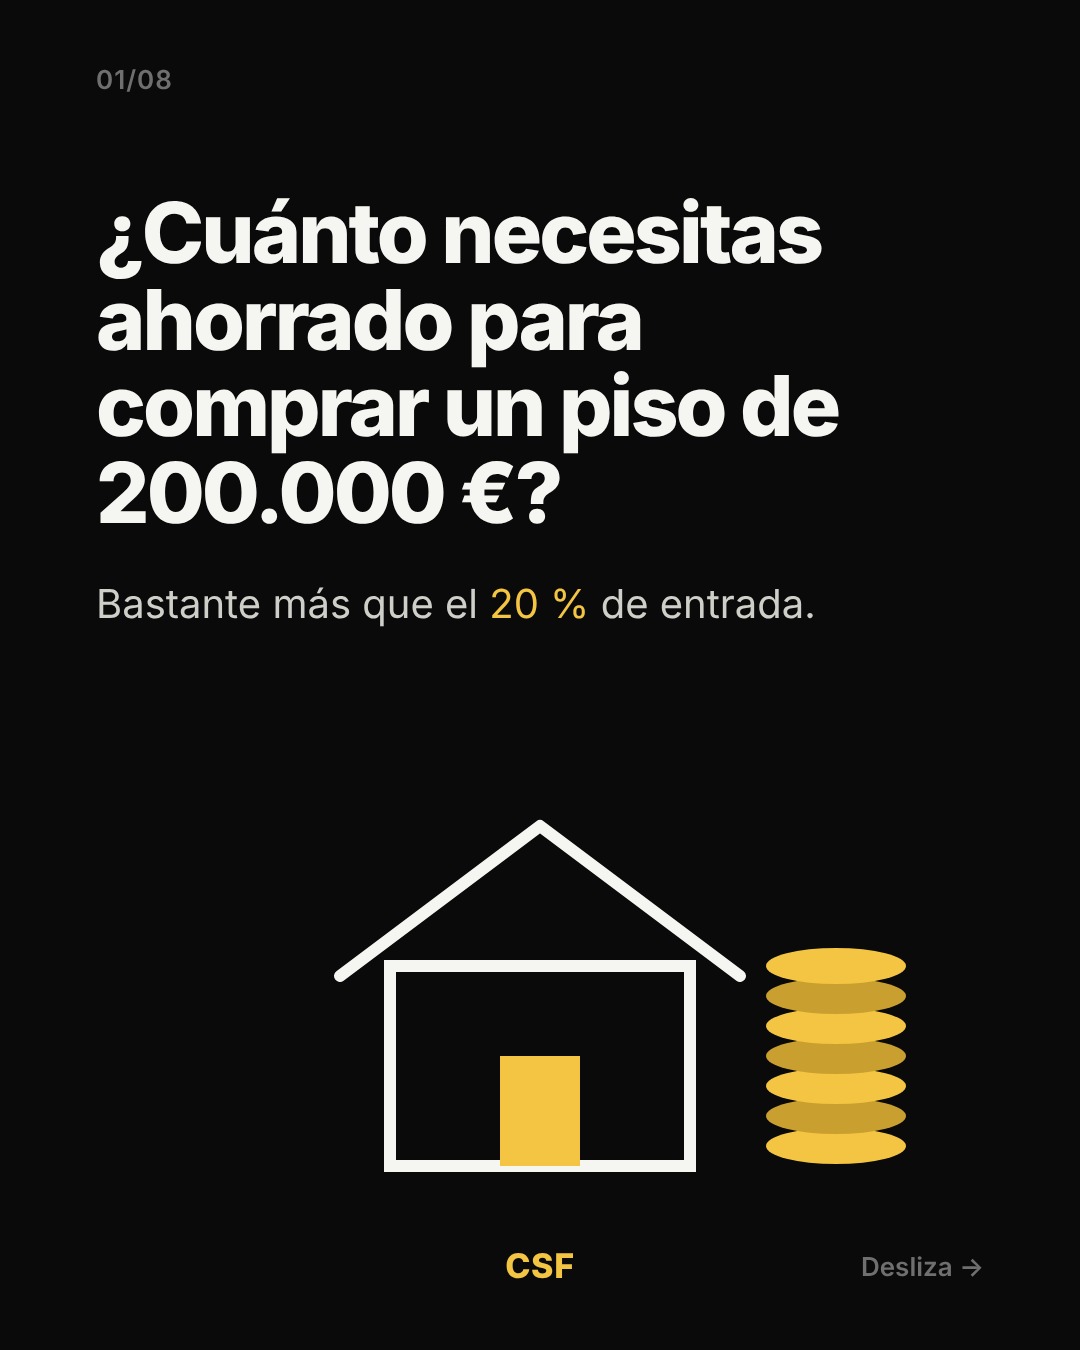 01/08
¿Cuánto necesitas
ahorrado para
comprar un piso de
200.000 €?
Bastante más que el 20 % de entrada.
CSF
Desliza →